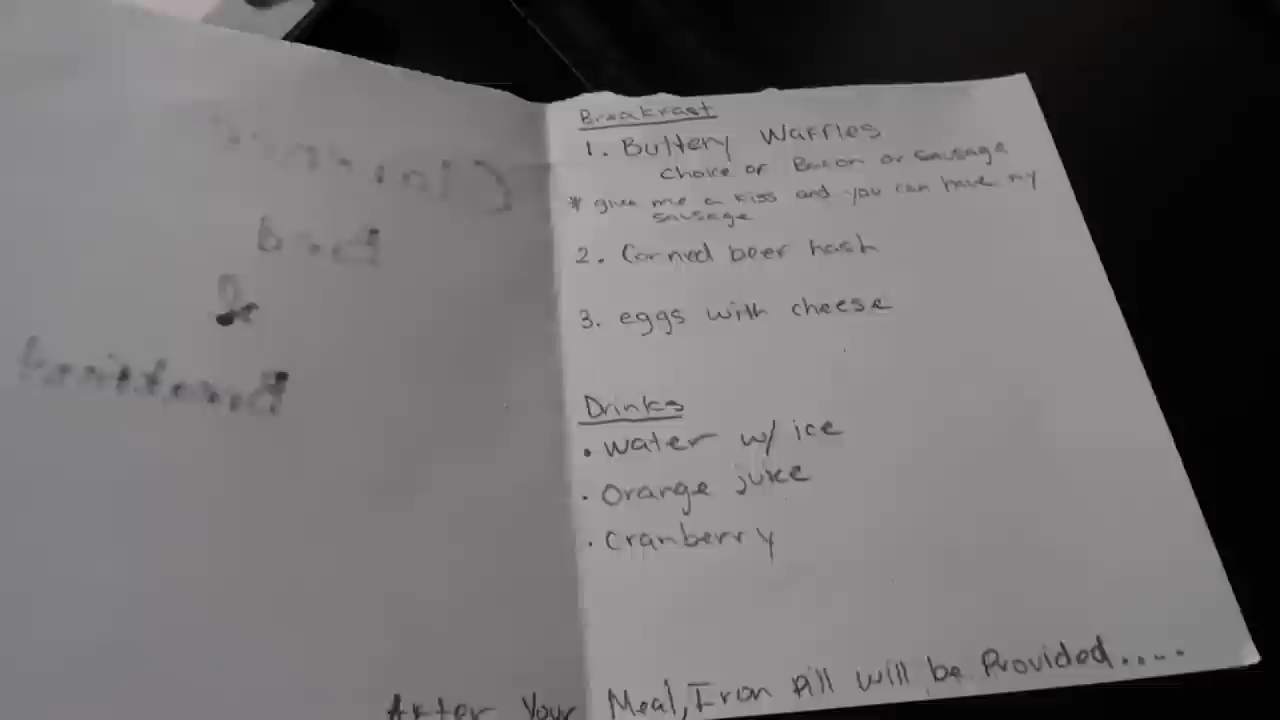 Breakfast
1. Buttery Waffles
Choice of Bacon or sausage
* give me a kiss and you can have my
sausage
2. Corned beef hash
3. eggs with cheese
Drinks
• water w/ ice
• orange juice
• cranberry
After Your Meal, Iron pill will be Provided.....